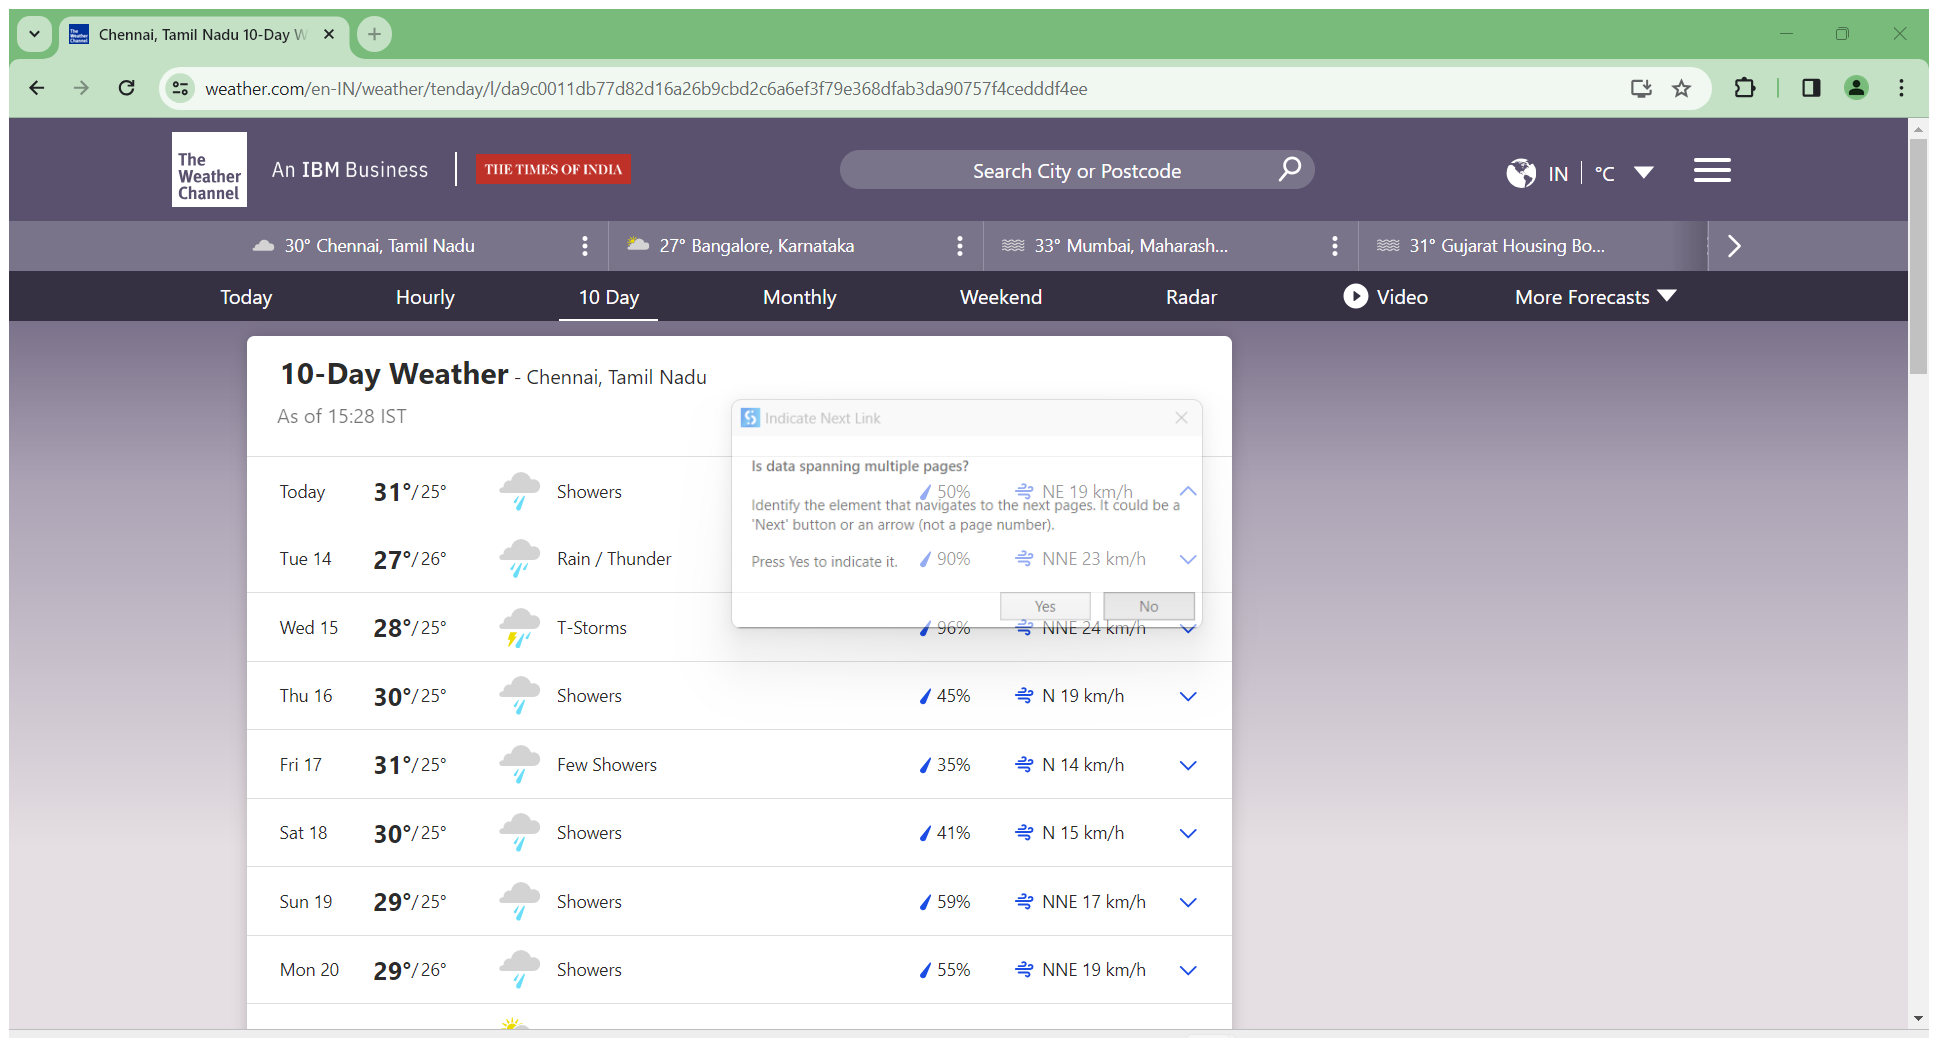 Chennai, Tamil Nadu 10-Day W
weather.com/en-IN/weather/tenday/l/da9c0011db77d82d16a26b9cbd2c6a6ef3f79e368dfab3da90757f4cedddf4ee
The Weather Channel
An IBM Business
THE TIMES OF INDIA
Search City or Postcode
IN | °C
30° Chennai, Tamil Nadu
27° Bangalore, Karnataka
33° Mumbai, Maharash...
31° Gujarat Housing Bo...
Today Hourly 10 Day Monthly Weekend Radar Video More Forecasts
10-Day Weather - Chennai, Tamil Nadu
As of 15:28 IST
Indicate Next Link
Is data spanning multiple pages?
Identify the element that navigates to the next pages. It could be a
'Next' button or an arrow (not a page number).
Press Yes to indicate it.
Yes No
Today 31°/25° Showers 50% NE 19 km/h
Tue 14 27°/26° Rain / Thunder 90% NNE 23 km/h
Wed 15 28°/25° T-Storms 96% NNE 24 km/h
Thu 16 30°/25° Showers 45% N 19 km/h
Fri 17 31°/25° Few Showers 35% N 14 km/h
Sat 18 30°/25° Showers 41% N 15 km/h
Sun 19 29°/25° Showers 59% NNE 17 km/h
Mon 20 29°/26° Showers 55% NNE 19 km/h